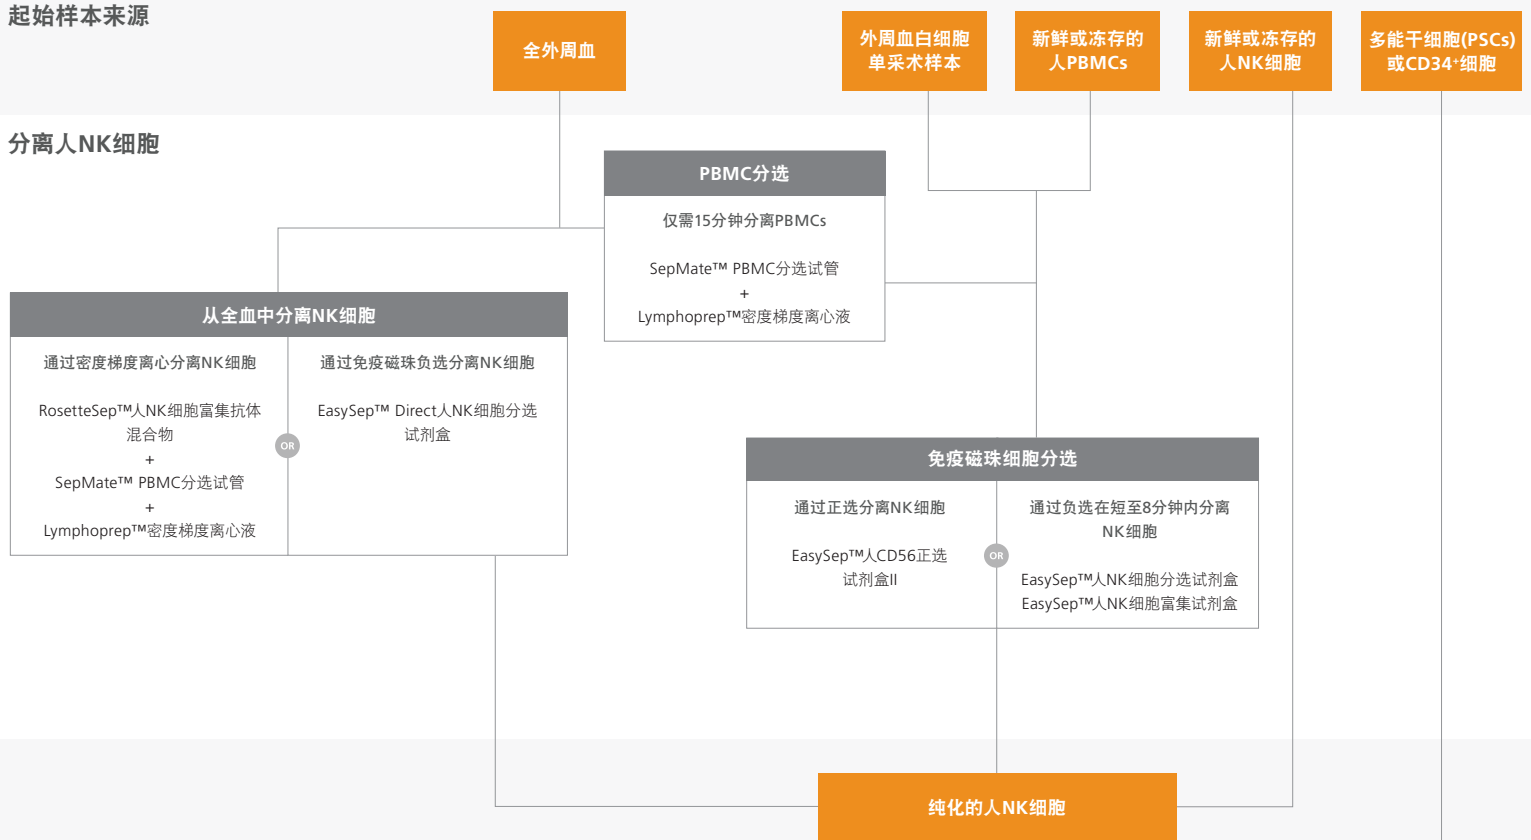 起始样本来源
全外周血
外周血白细胞
单采术样本
新鲜或冻存的
人PBMCs
新鲜或冻存的
人NK细胞
多能干细胞(PSCs)
或CD34⁺细胞
分离人NK细胞
PBMC分选
仅需15分钟分离PBMCs
SepMate™ PBMC分选试管
+
Lymphoprep™密度梯度离心液
从全血中分离NK细胞
通过密度梯度离心分离NK细胞
RosetteSep™人NK细胞富集抗体
混合物
+
SepMate™ PBMC分选试管
+
Lymphoprep™密度梯度离心液
OR
通过免疫磁珠负选分离NK细胞
EasySep™ Direct人NK细胞分选
试剂盒
免疫磁珠细胞分选
通过正选分离NK细胞
EasySep™人CD56正选
试剂盒II
OR
通过负选在短至8分钟内分离
NK细胞
EasySep™人NK细胞分选试剂盒
EasySep™人NK细胞富集试剂盒
纯化的人NK细胞